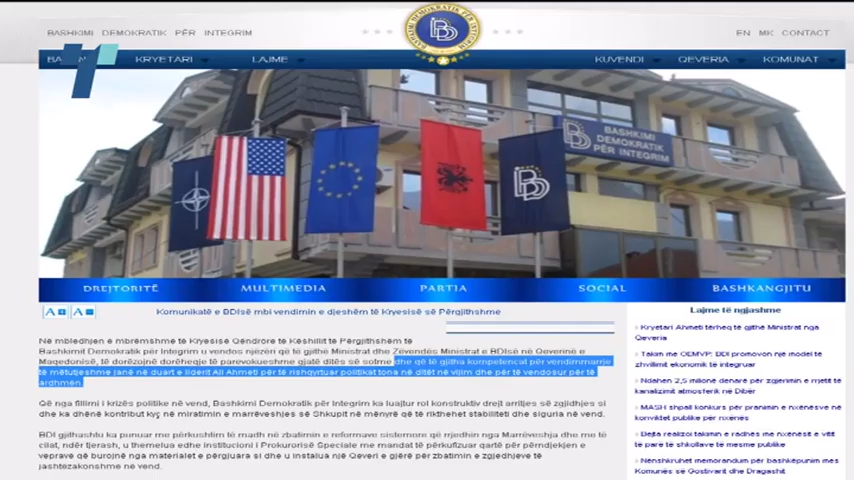 BASHKIMI DEMOKRATIK PËR INTEGRIM
EN MK CONTACT
KRYETARI LAJME KUVENDI QEVERIA KOMUNAT
BASHKIMI
DEMOKRATIK
PËR INTEGRIM
DREJTORITË MULTIMEDIA PARTIA SOCIAL BASHKANGJITU
A A
Komunikatë e BDIsë mbi vendimin e djeshëm të Kryesisë së Përgjithshme
Në mbledhjen e mbrëmshme të Kryesisë Qendrore të Këshillit të Përgjithshëm të
Bashkimit Demokratik për Integrim u vendos njëzëri që të gjithë Ministrat dhe Zëvendës Ministrat e BDIsë në Qeverinë e
Maqedonisë, të dorëzojnë dorëheqje të parevokueshme gjatë ditës së sotme dhe që të gjitha kompetencat për vendimmarrje
të mëtutjeshme janë në duart e liderit Ali Ahmeti për të rishqyrtuar politikat tona në ditët në vijim dhe për të vendosur për të
ardhmen.
Që nga fillimi i krizës politike në vend, Bashkimi Demokratik për Integrim ka luajtur rol konstruktiv drejt arritjes së zgjidhjes si
dhe ka dhënë kontribut kyç në miratimin e marrëveshjes së Shkupit në mënyrë që të rikthehet stabiliteti dhe siguria në vend.
BDI gjithashtu ka punuar me përkushtim të madh në zbatimin e reformave sistemore që rrjedhin nga Marrëveshja dhe me të
cilat, ndër tjerash, u themelua edhe institucioni i Prokurorisë Speciale me mandat të përkufizuar qartë për përndjekjen e
veprave që burojnë nga materialet e përgjuara si dhe u instalua një Qeveri e gjërë për zbatimin e zgjedhjeve të
jashtëzakonshme në vend.
Lajme të ngjashme
Kryetari Ahmeti tërheq të gjithë Ministrat nga
Qeveria
Takim me OEMVP: BDI promovon një model të
zhvillimit ekonomik të integruar
Ndahen 2,5 milionë denarë për zgjerimin e rrjetit të
kanalizimit atmosferik në Dibër
MASH shpall konkurs për pranimin e nxënësve në
konviktet publike për nxënës
Dejta realizoi takimin e radhës me nxënësit e vitit
të parë të shkollave të mesme publike
Nënshkruhet memorandum për bashkëpunim mes
Komunës së Gostivarit dhe Dragashit